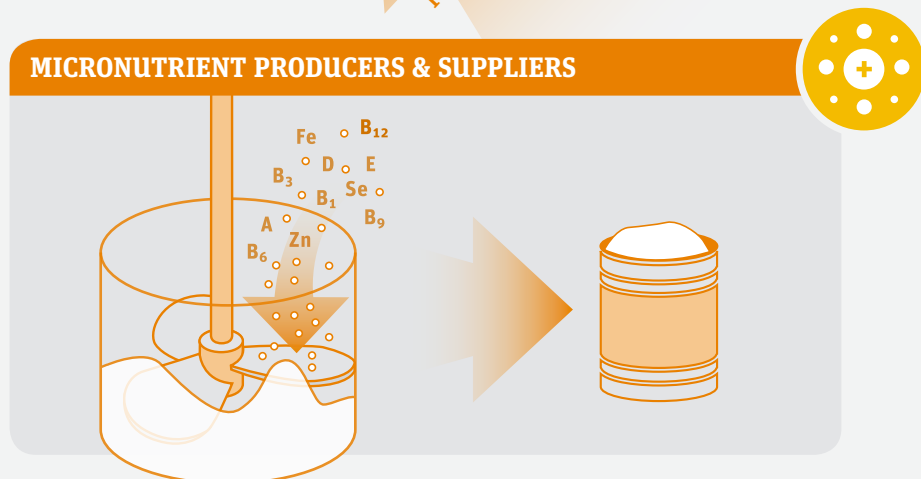 MICRONUTRIENT PRODUCERS & SUPPLIERS
Fe
B12
D
E
B3
Se
B1
B9
A
Zn
B6